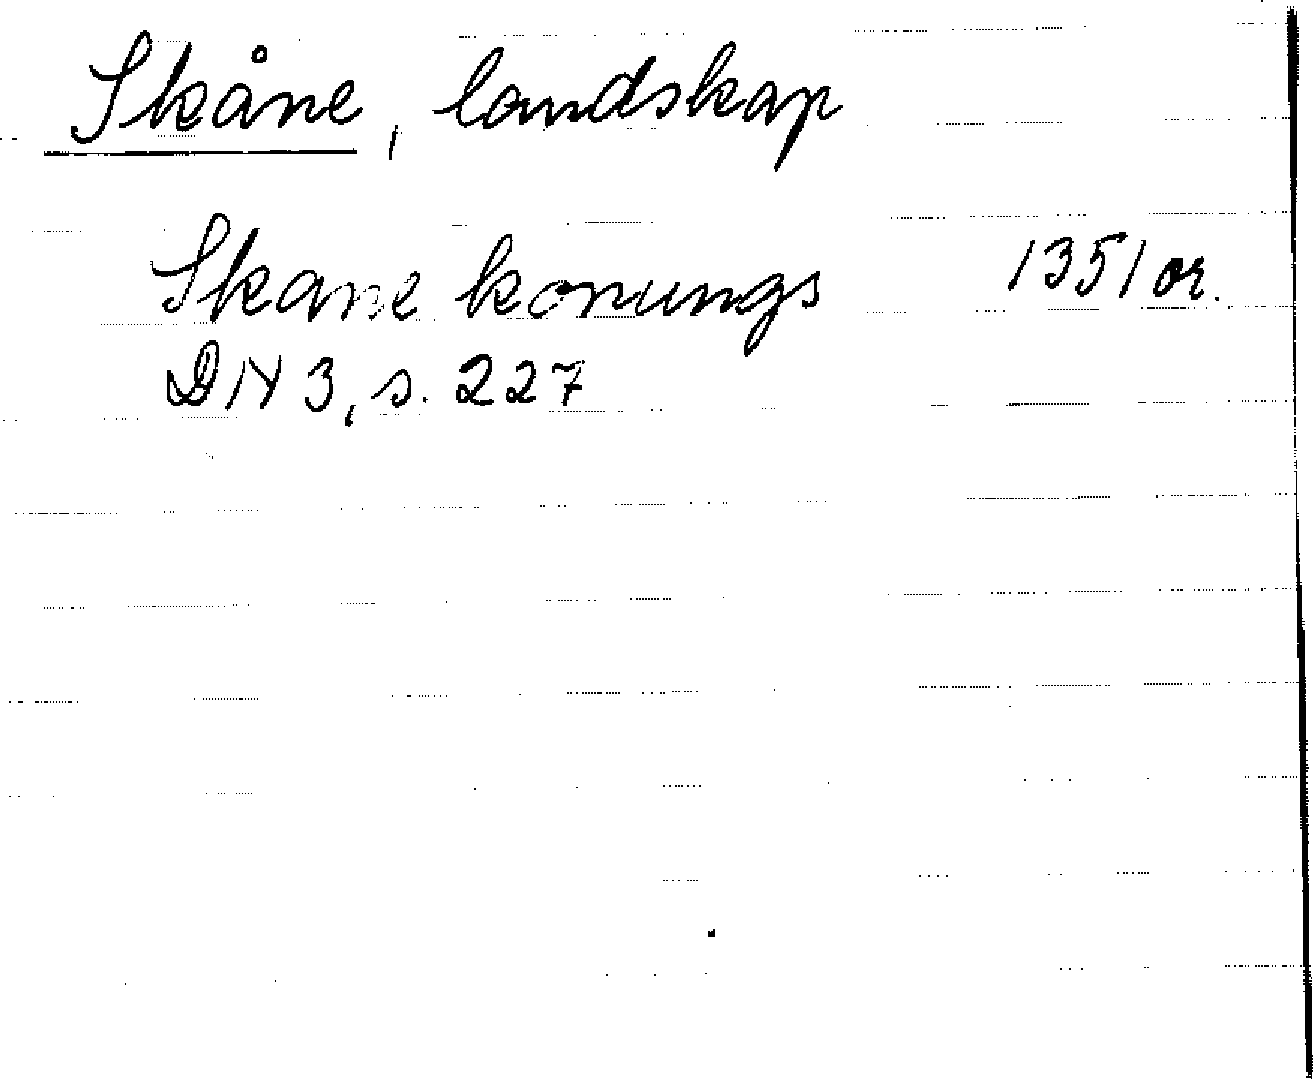 Skåne, landskap
Skane konungs 1351 or.
DN 3, s. 227